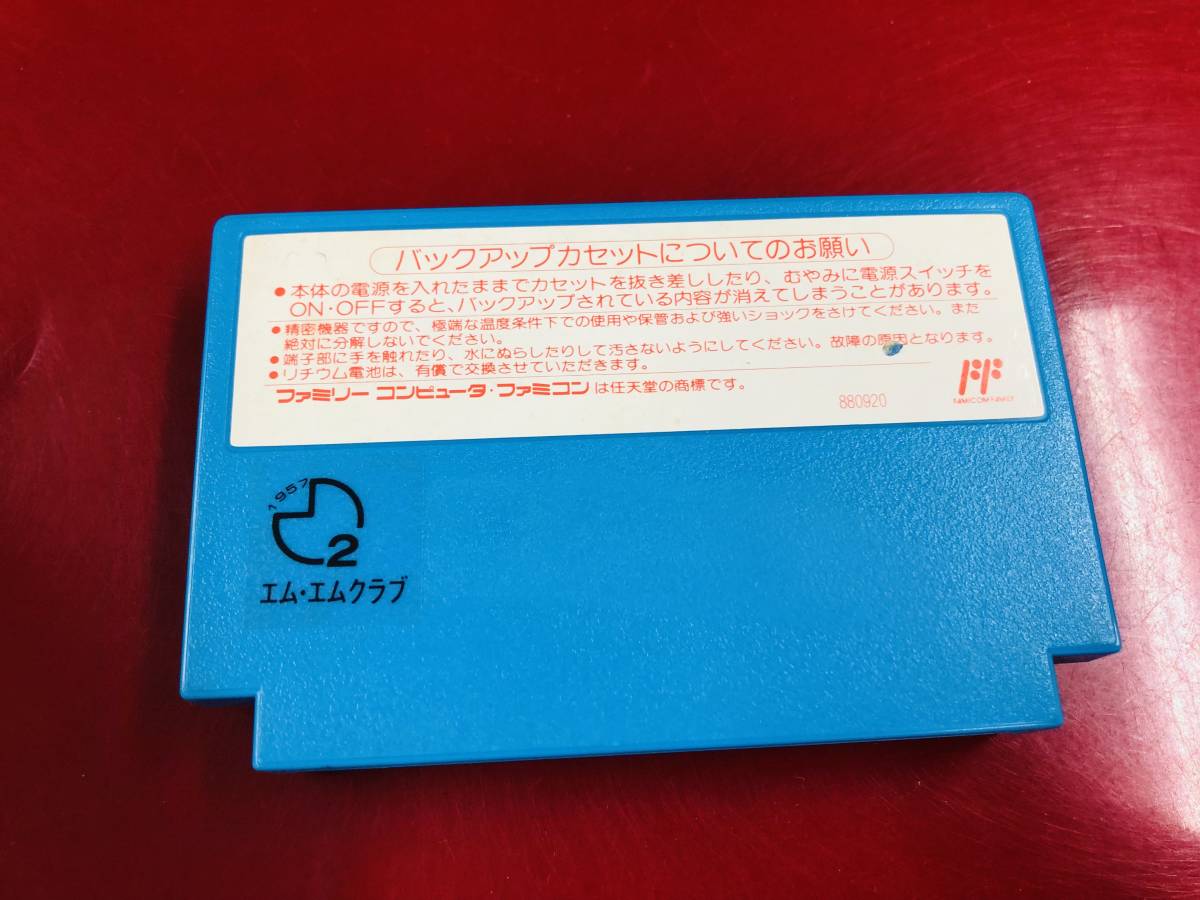 バックアップカセットについてのお願い
●本体の電源を入れたままでカセットを抜き差ししたり、むやみに電源スイッチを
ON・OFFすると、バックアップされている内容が消えてしまうことがあります。
●精密機器ですので、極端な温度条件下での使用や保管および強いショックをさけてください。また
絶対に分解しないでください。
●端子部に手を触れたり、水にぬらしたりして汚さないようにしてください。故障の原因となります。
●リチウム電池は、有償で交換させていただきます。
ファミリー コンピュータ・ファミコンは任天堂の商標です。
880920
FF
FAMICOM FAMILY
1957
2
エム・エムクラブ